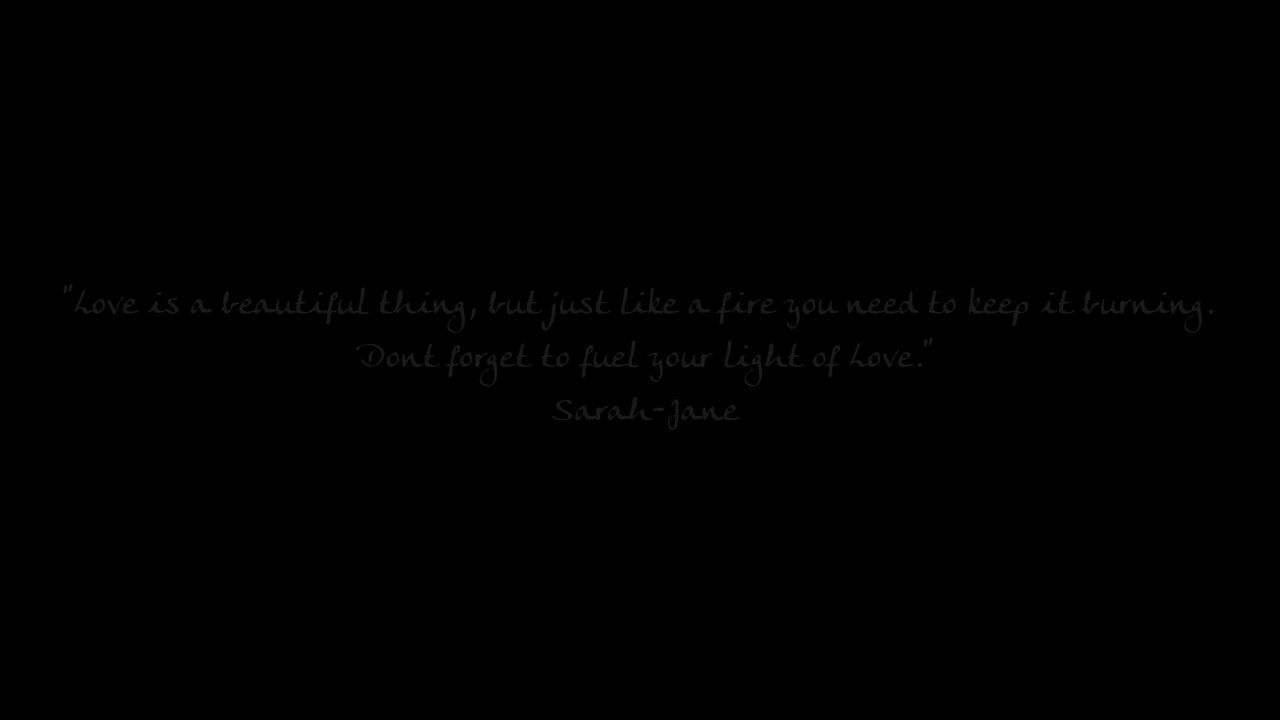 "Love is a beautiful thing, but just like a fire you need to keep it burning.
Dont forget to fuel your light of love."
Sarah-Jane